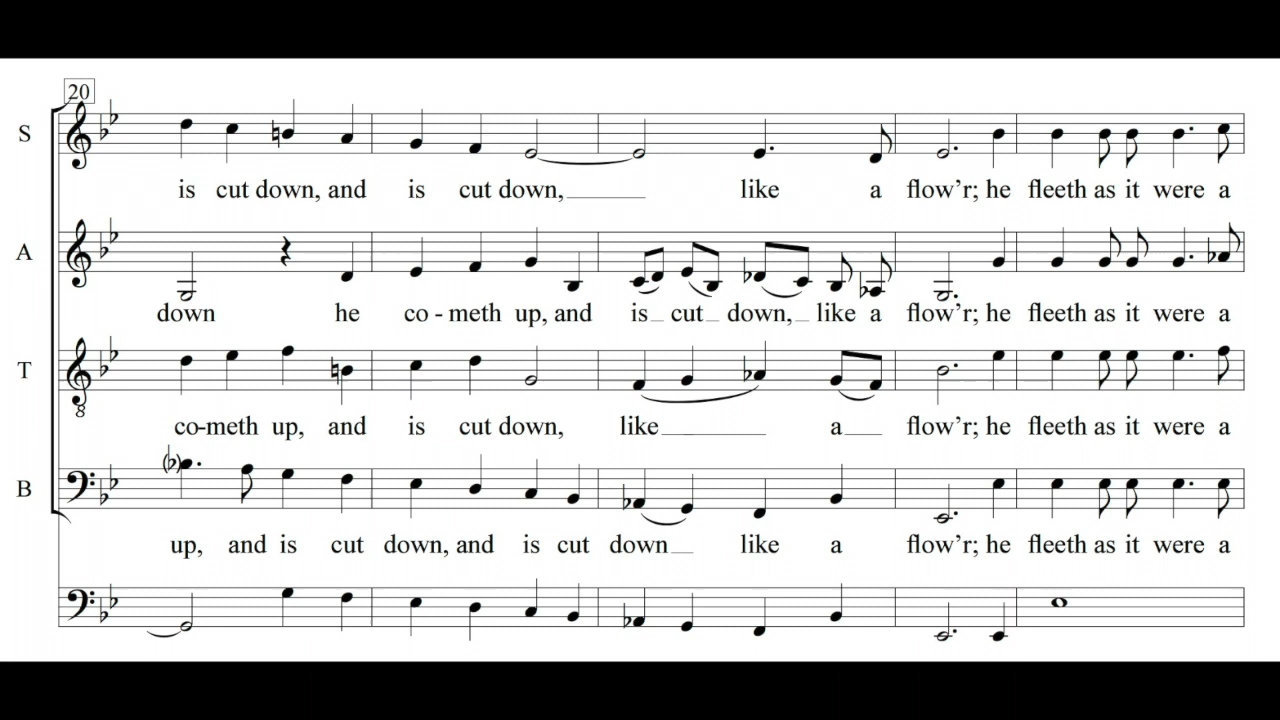 20
S
is cut down, and is cut down, like a flow'r; he fleeth as it were a
A
down he co - meth up, and is cut down, like a flow'r; he fleeth as it were a
T
8
co-meth up, and is cut down, like a flow'r; he fleeth as it were a
B
up, and is cut down, and is cut down like a flow'r; he fleeth as it were a